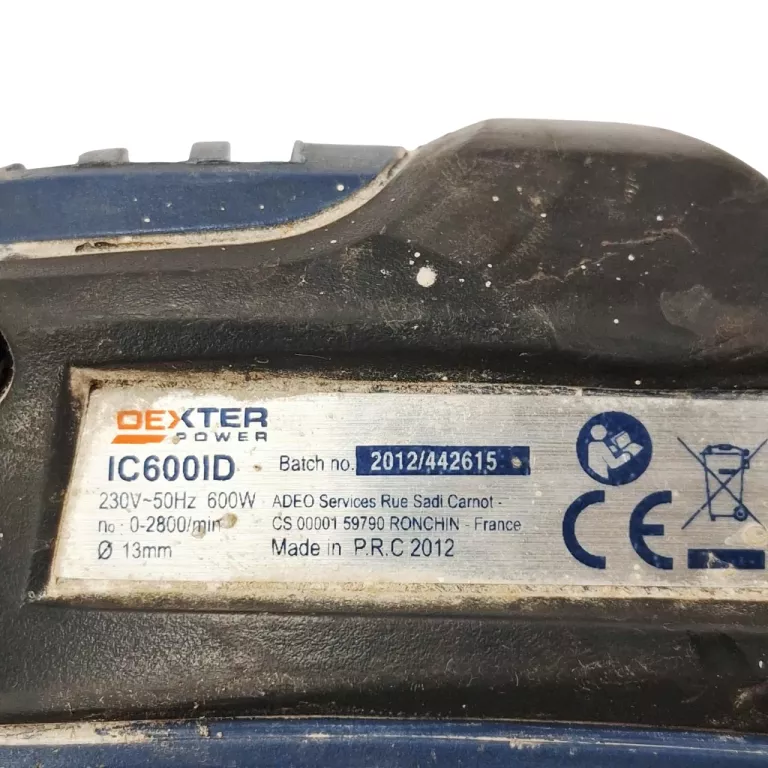 DEXTER
POWER
IC600ID
Batch no. 2012/442615
230V~50Hz 600W
ADEO Services Rue Sadi Carnot -
n₀ : 0-2800/min
CS 00001 59790 RONCHIN - France
Ø 13mm
Made in P.R.C 2012
CE